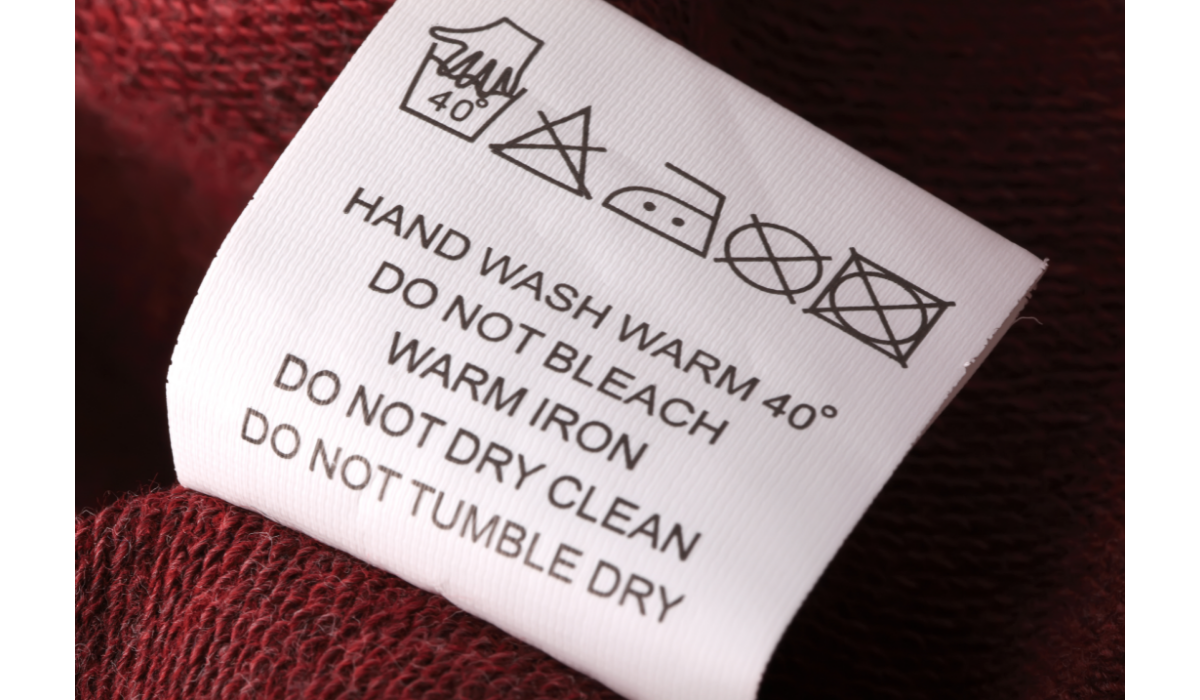 40°
HAND WASH WARM 40°
DO NOT BLEACH
WARM IRON
DO NOT DRY CLEAN
DO NOT TUMBLE DRY